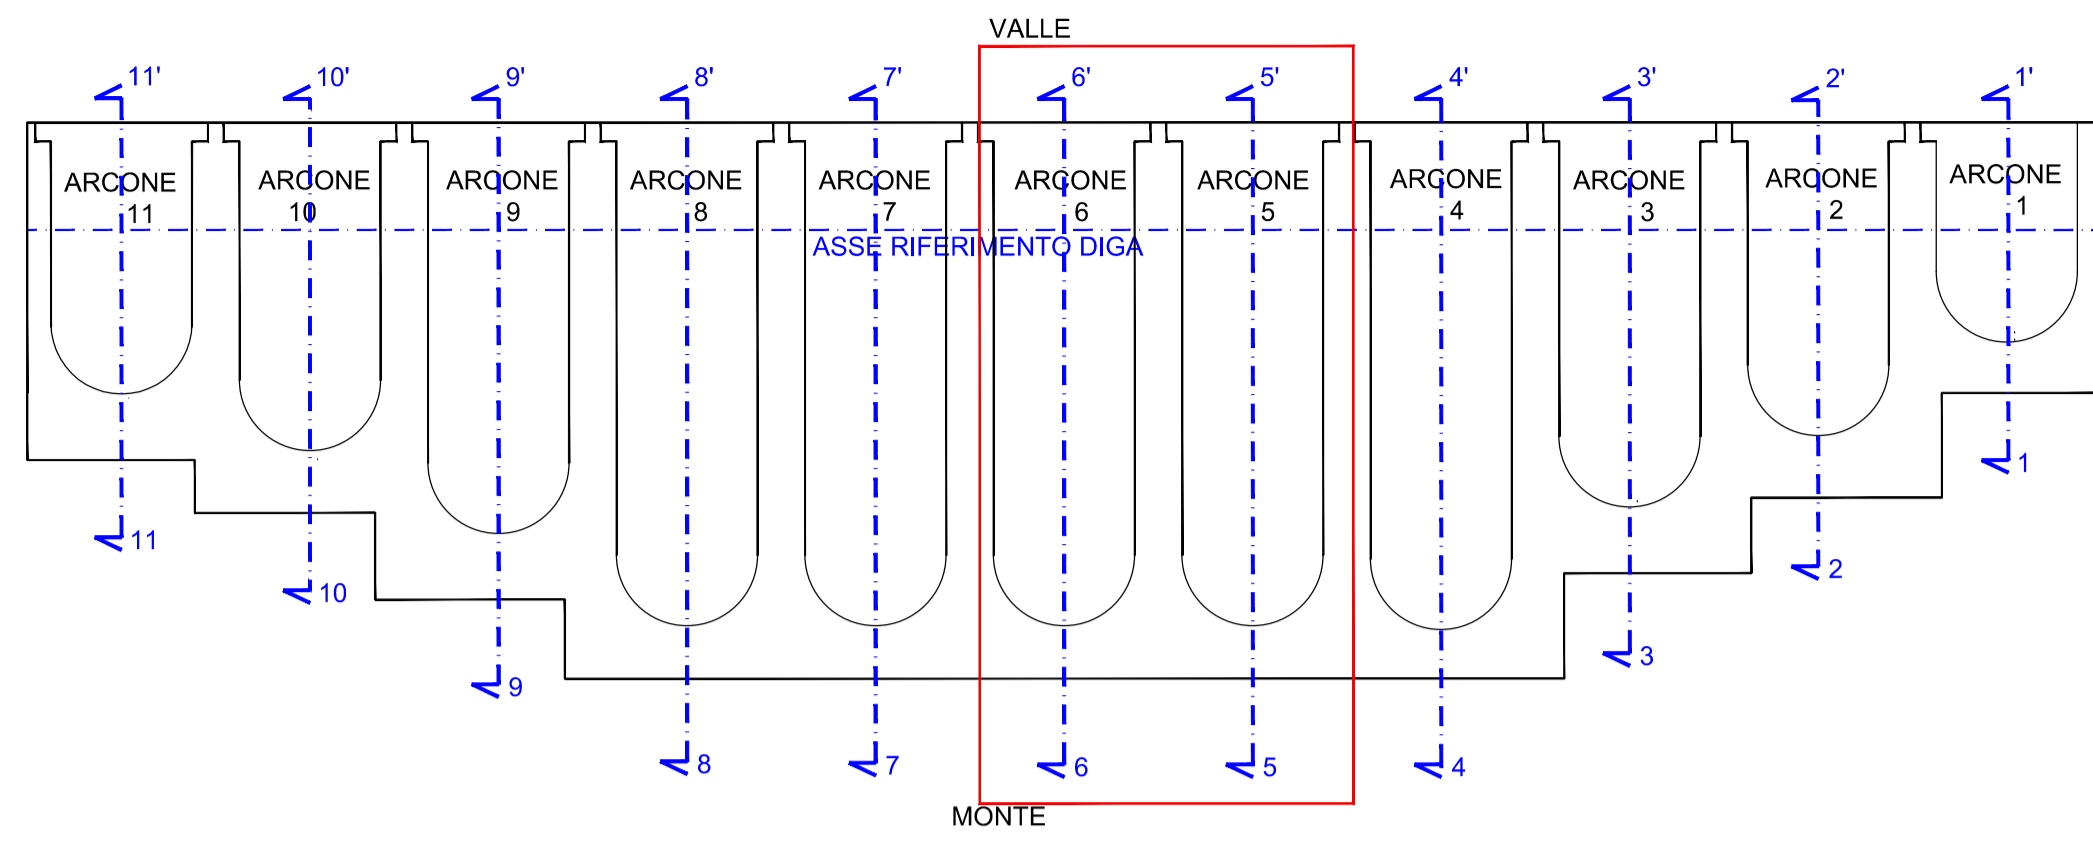 VALLE
11' 10' 9' 8' 7' 6' 5' 4' 3' 2' 1'
ARCONE 11
ARCONE 10
ARCONE 9
ARCONE 8
ARCONE 7
ARCONE 6
ARCONE 5
ARCONE 4
ARCONE 3
ARCONE 2
ARCONE 1
ASSE RIFERIMENTO DIGA
11 10 9 8 7 6 5 4 3 2 1
MONTE